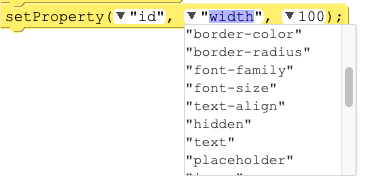 setProperty(▼"id", ▼"width", ▼100);
"border-color"
"border-radius"
"font-family"
"font-size"
"text-align"
"hidden"
"text"
"placeholder"